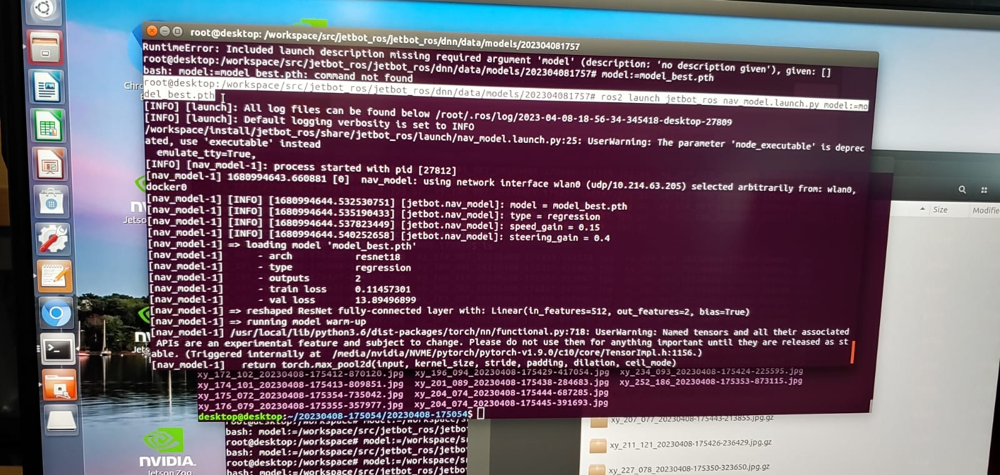 root@desktop: /workspace/src/jetbot_ros/jetbot_ros/dnn/data/models/202304081757
RuntimeError: Included launch description missing required argument 'model' (description: 'no description given'), given: []
root@desktop:/workspace/src/jetbot_ros/jetbot_ros/dnn/data/models/202304081757# model:=model_best.pth
bash: model:=model_best.pth: command not found
root@desktop:/workspace/src/jetbot_ros/jetbot_ros/dnn/data/models/202304081757# ros2 launch jetbot_ros nav_model.launch.py model:=mo
del_best.pth
[INFO] [launch]: All log files can be found below /root/.ros/log/2023-04-08-18-56-34-345418-desktop-27809
[INFO] [launch]: Default logging verbosity is set to INFO
/workspace/install/jetbot_ros/share/jetbot_ros/launch/nav_model.launch.py:25: UserWarning: The parameter 'node_executable' is deprec
ated, use 'executable' instead
emulate_tty=True,
[INFO] [nav_model-1]: process started with pid [27812]
[nav_model-1] 1680994643.660881 [0] nav_model: using network interface wlan0 (udp/10.214.63.205) selected arbitrarily from: wlan0,
docker0
[nav_model-1] [INFO] [1680994644.532530751] [jetbot.nav_model]: model = model_best.pth
[nav_model-1] [INFO] [1680994644.535190433] [jetbot.nav_model]: type = regression
[nav_model-1] [INFO] [1680994644.537823449] [jetbot.nav_model]: speed_gain = 0.15
[nav_model-1] [INFO] [1680994644.540252658] [jetbot.nav_model]: steering_gain = 0.4
[nav_model-1] => loading model 'model_best.pth'
[nav_model-1] - arch resnet18
[nav_model-1] - type regression
[nav_model-1] - outputs 2
[nav_model-1] - train loss 0.11457301
[nav_model-1] - val loss 13.89496899
[nav_model-1] => reshaped ResNet fully-connected layer with: Linear(in_features=512, out_features=2, bias=True)
[nav_model-1] => running model warm-up
[nav_model-1] /usr/local/lib/python3.6/dist-packages/torch/nn/functional.py:718: UserWarning: Named tensors and all their associated
APIs are an experimental feature and subject to change. Please do not use them for anything important until they are released as st
able. (Triggered internally at /media/nvidia/NVME/pytorch/pytorch-v1.9.0/c10/core/TensorImpl.h:1156.)
[nav_model-1] return torch.max_pool2d(input, kernel_size, stride, padding, dilation, ceil_mode)
xy_172_102_20230408-175412-870120.jpg xy_196_094_20230408-175429-417054.jpg xy_234_093_20230408-175424-225595.jpg
xy_174_101_20230408-175413-809851.jpg xy_201_089_20230408-175438-284683.jpg xy_252_186_20230408-175353-873115.jpg
xy_175_072_20230408-175354-735042.jpg xy_204_074_20230408-175444-687285.jpg
xy_176_079_20230408-175355-357977.jpg xy_204_074_20230408-175445-391693.jpg
desktop@desktop:~/20230408-175054/20230408-175054$
root@desktop:/workspace# model:=/workspace/s
bash: model:=/workspace/src/jetbot_ros/jetbo
root@desktop:/workspace# model:=/workspace/s
bash: model:=/workspace/src/jetbot_ros/jetbo
root@desktop:/workspace# model:=/workspace/s
bash: model:=/workspace/src/jetbot_ros/jetbo
Size
Modifie
xy_207_077_20230408-175443-213855.jpg.gz
xy_211_121_20230408-175426-236429.jpg.gz
xy_227_078_20230408-175350-323650.jpg.gz
Chro
NV
Jetso
Jets
NVIDIA.
Jetson Zoo